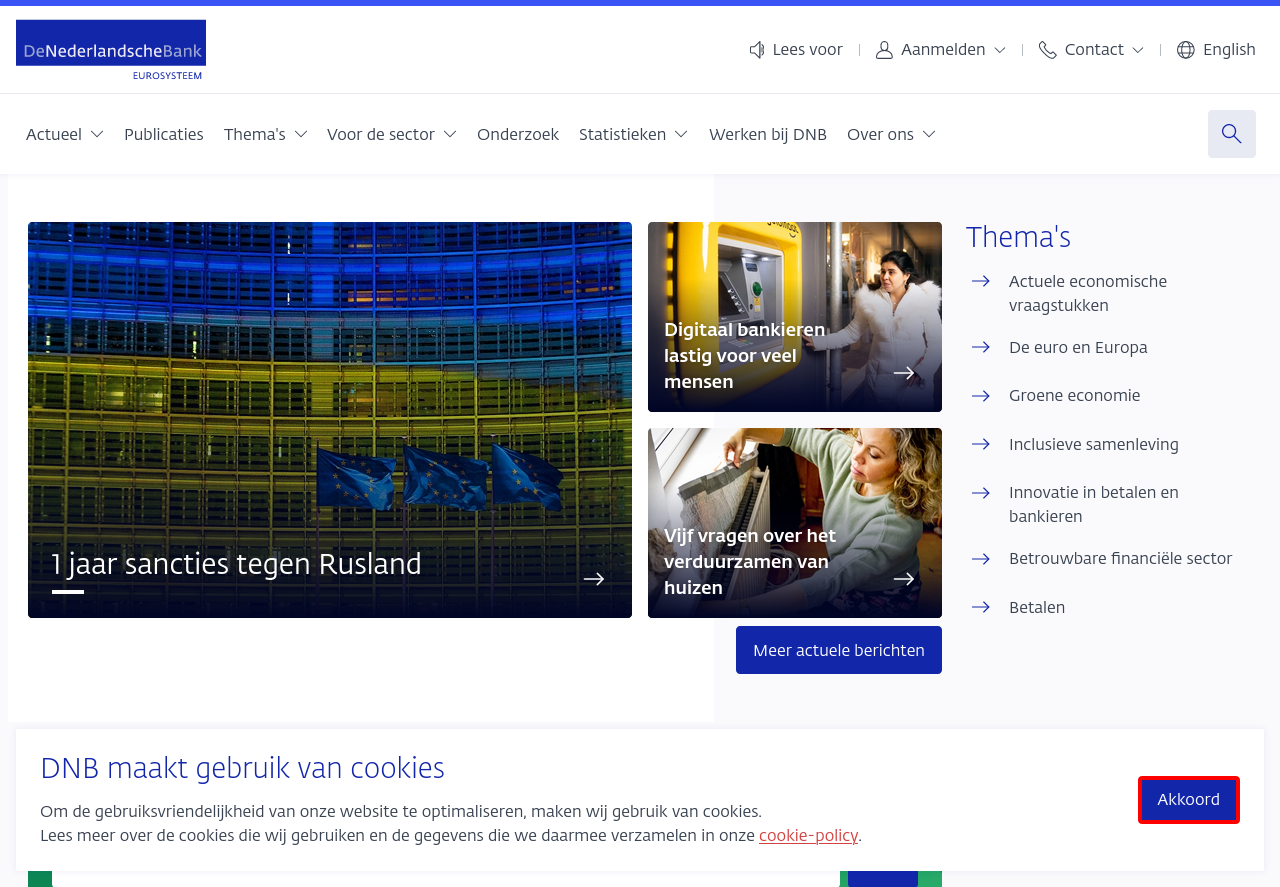 DeNederlandscheBank
EUROSYSTEEM
Lees voor
Aanmelden
Contact
English
Actueel
Publicaties
Thema's
Voor de sector
Onderzoek
Statistieken
Werken bij DNB
Over ons
1 jaar sancties tegen Rusland
Digitaal bankieren
lastig voor veel
mensen
Vijf vragen over het
verduurzamen van
huizen
Meer actuele berichten
Thema's
Actuele economische
vraagstukken
De euro en Europa
Groene economie
Inclusieve samenleving
Innovatie in betalen en
bankieren
Betrouwbare financiële sector
Betalen
DNB maakt gebruik van cookies
Om de gebruiksvriendelijkheid van onze website te optimaliseren, maken wij gebruik van cookies.
Lees meer over de cookies die wij gebruiken en de gegevens die we daarmee verzamelen in onze cookie-policy.
Akkoord